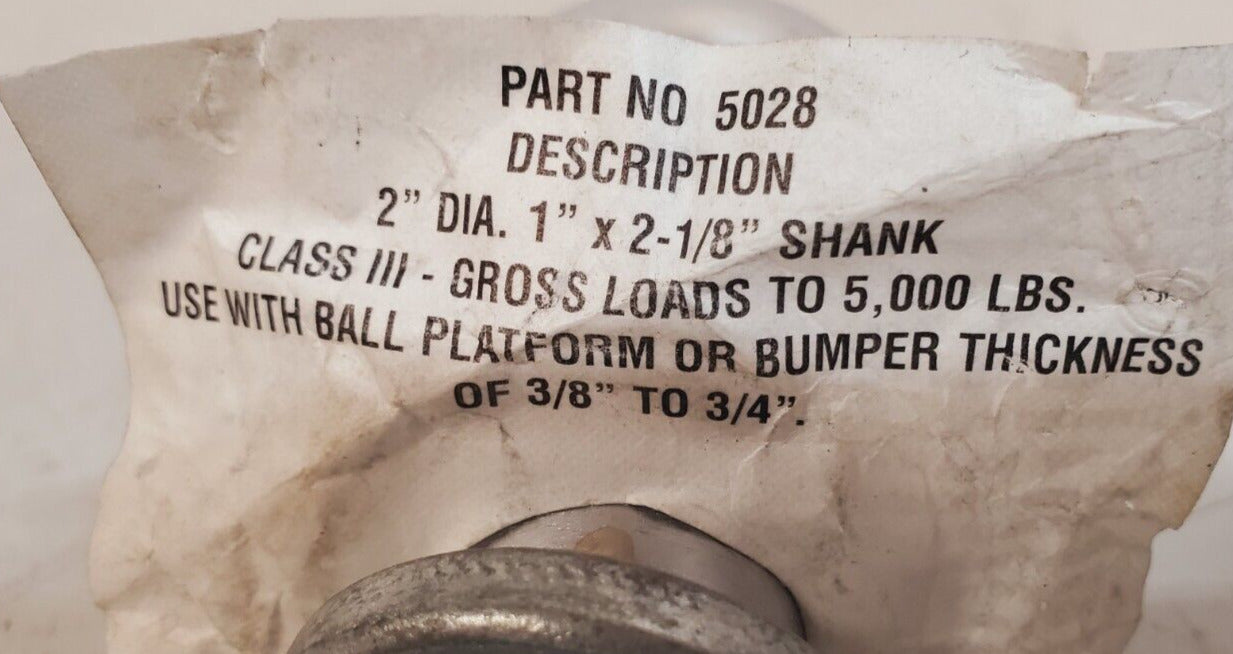 PART NO 5028
DESCRIPTION
2” DIA. 1” x 2-1/8” SHANK
CLASS III - GROSS LOADS TO 5,000 LBS.
USE WITH BALL PLATFORM OR BUMPER THICKNESS
OF 3/8” TO 3/4”.